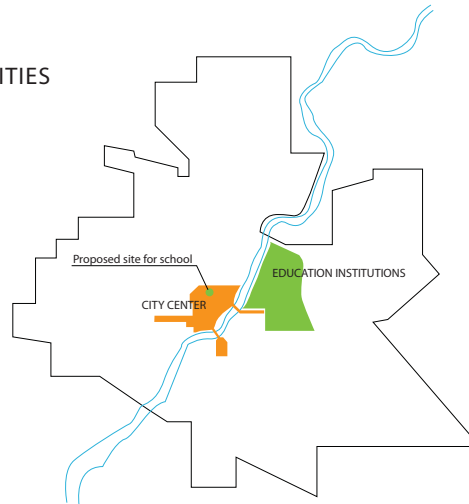 ITIES
Proposed site for school
EDUCATION INSTITUTIONS
CITY CENTER